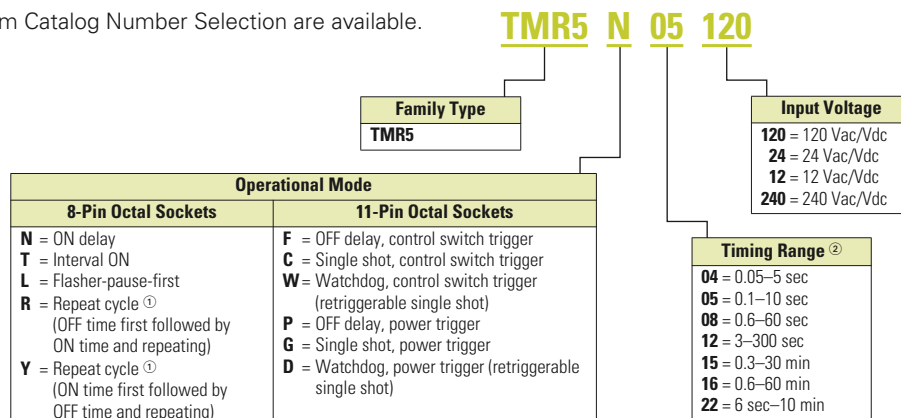 m Catalog Number Selection are available.
TMR5 N 05 120
Family Type
TMR5
Input Voltage
120 = 120 Vac/Vdc
24 = 24 Vac/Vdc
12 = 12 Vac/Vdc
240 = 240 Vac/Vdc
Operational Mode
8-Pin Octal Sockets
N = ON delay
T = Interval ON
L = Flasher-pause-first
R = Repeat cycle ①
(OFF time first followed by
ON time and repeating)
Y = Repeat cycle ①
(ON time first followed by
OFF time and repeating)
11-Pin Octal Sockets
F = OFF delay, control switch trigger
C = Single shot, control switch trigger
W = Watchdog, control switch trigger
(retriggerable single shot)
P = OFF delay, power trigger
G = Single shot, power trigger
D = Watchdog, power trigger (retriggerable
single shot)
Timing Range ②
04 = 0.05–5 sec
05 = 0.1–10 sec
08 = 0.6–60 sec
12 = 3–300 sec
15 = 0.3–30 min
16 = 0.6–60 min
22 = 6 sec–10 min